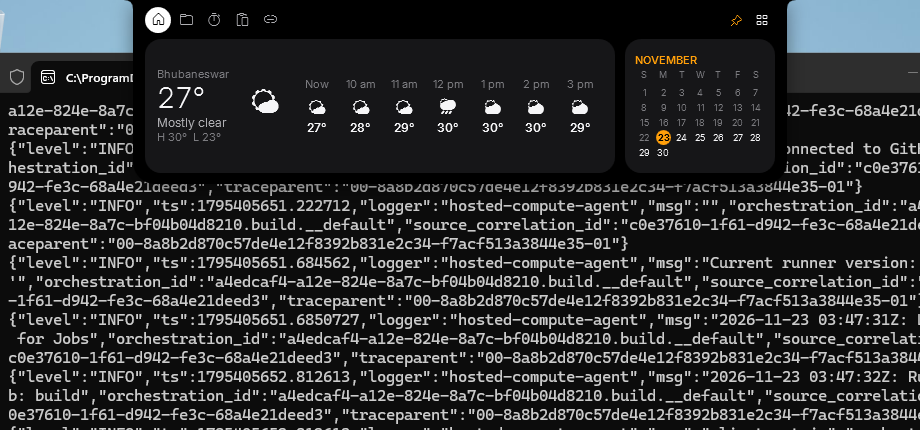 Bhubaneswar
27°
Mostly clear
H 30° L 23°
Now 10 am 11 am 12 pm 1 pm 2 pm 3 pm
27° 28° 29° 30° 30° 30° 29°
NOVEMBER
S M T W T F S
1 2 3 4 5 6 7
8 9 10 11 12 13 14
15 16 17 18 19 20 21
22 23 24 25 26 27 28
29 30
C:\ProgramD
a12e-824e-8a7c
raceparent":"0
{"level":"INFO onnected to Gith
hestration_id" ion_id":"c0e3761
942-fe3c-68a4e21deed3","traceparent":"00-8a8b2d870c57de4e12f8392b831e2c34-f7acf513a3844e35-01"}
{"level":"INFO","ts":1795405651.222712,"logger":"hosted-compute-agent","msg":"","orchestration_id":"a4
12e-824e-8a7c-bf04b04d8210.build.__default","source_correlation_id":"c0e37610-1f61-d942-fe3c-68a4e21de
aceparent":"00-8a8b2d870c57de4e12f8392b831e2c34-f7acf513a3844e35-01"}
{"level":"INFO","ts":1795405651.684562,"logger":"hosted-compute-agent","msg":"Current runner version:
'","orchestration_id":"a4edcaf4-a12e-824e-8a7c-bf04b04d8210.build.__default","source_correlation_id":"
-1f61-d942-fe3c-68a4e21deed3","traceparent":"00-8a8b2d870c57de4e12f8392b831e2c34-f7acf513a3844e35-01"
{"level":"INFO","ts":1795405651.6850727,"logger":"hosted-compute-agent","msg":"2026-11-23 03:47:31Z:
for Jobs","orchestration_id":"a4edcaf4-a12e-824e-8a7c-bf04b04d8210.build.__default","source_correlati
c0e37610-1f61-d942-fe3c-68a4e21deed3","traceparent":"00-8a8b2d870c57de4e12f8392b831e2c34-f7acf513a3844
{"level":"INFO","ts":1795405652.812613,"logger":"hosted-compute-agent","msg":"2026-11-23 03:47:32Z: Ru
b: build","orchestration_id":"a4edcaf4-a12e-824e-8a7c-bf04b04d8210.build.__default","source_correlatio
0e37610-1f61-d942-fe3c-68a4e21deed3","traceparent":"00-8a8b2d870c57de4e12f8392b831e2c34-f7acf513a3844e